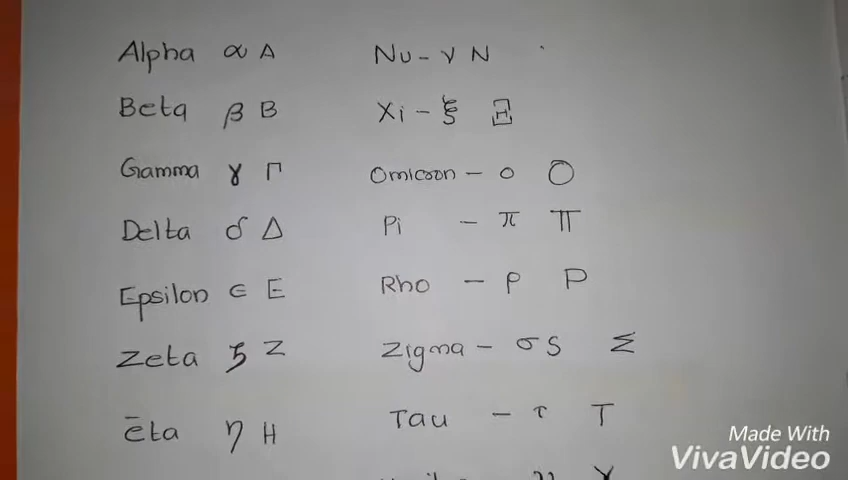 Alpha α A
Beta β B
Gamma γ Γ
Delta δ Δ
Epsilon ϵ E
Zeta ζ Z
ēta η H
Nu - ν N
Xi - ξ Ξ
Omicron - ο O
Pi - π Π
Rho - ρ P
Zigma - σ S Σ
Tau - τ T
υ Y
Made With
VivaVideo